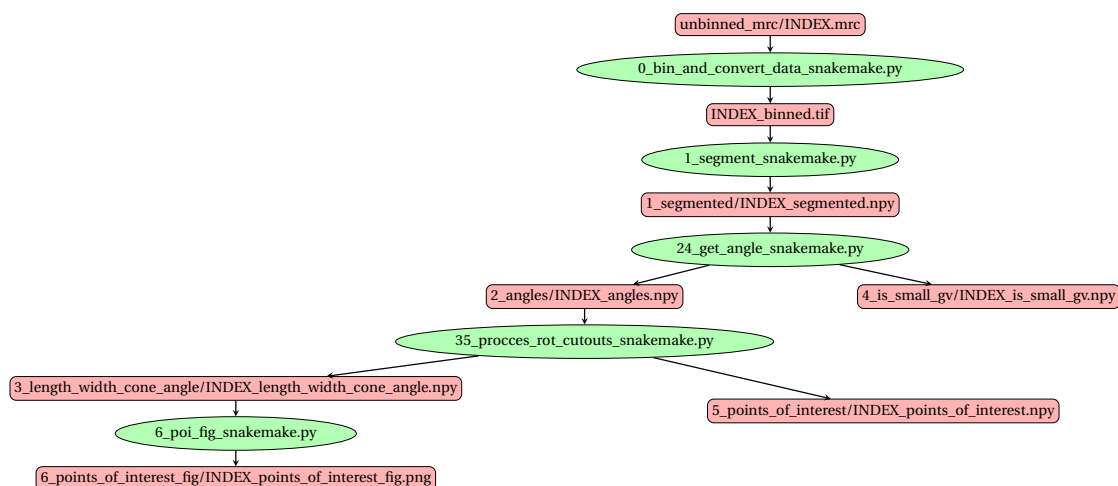 unbinned_mrc/INDEX.mrc
0_bin_and_convert_data_snakemake.py
INDEX_binned.tif
1_segment_snakemake.py
1_segmented/INDEX_segmented.npy
24_get_angle_snakemake.py
2_angles/INDEX_angles.npy
4_is_small_gv/INDEX_is_small_gv.npy
35_procces_rot_cutouts_snakemake.py
3_length_width_cone_angle/INDEX_length_width_cone_angle.npy
5_points_of_interest/INDEX_points_of_interest.npy
6_poi_fig_snakemake.py
6_points_of_interest_fig/INDEX_points_of_interest_fig.png